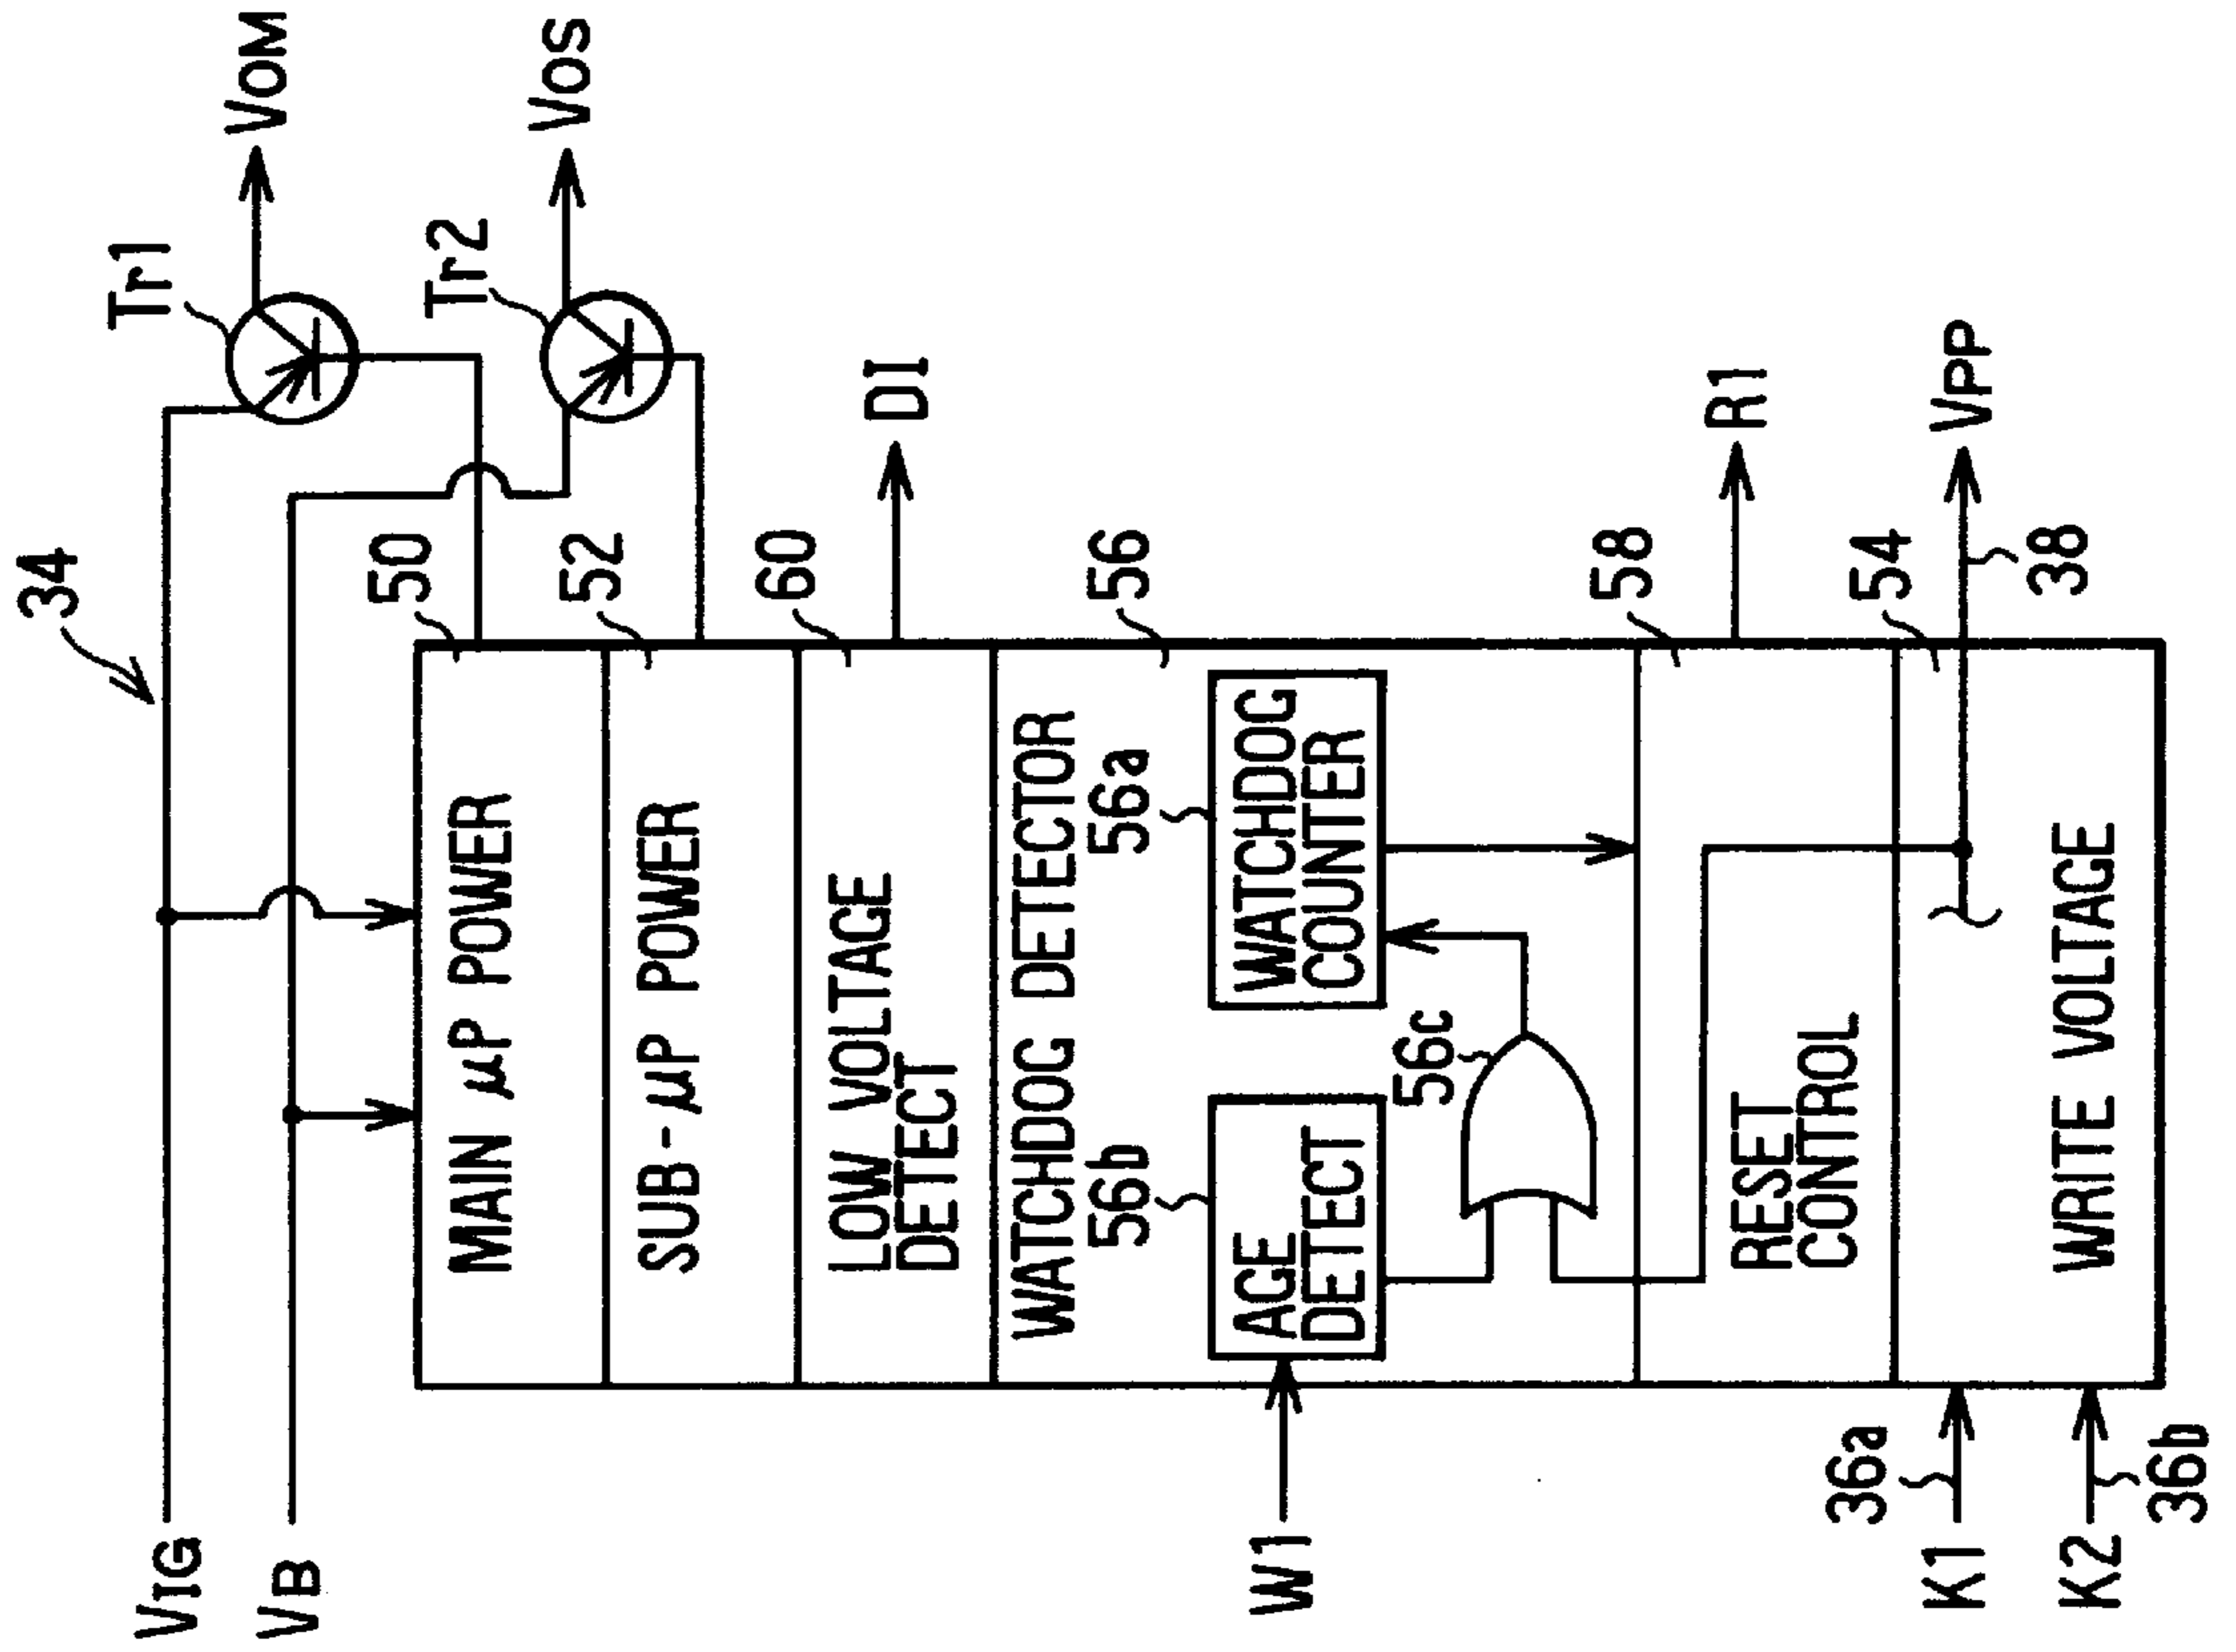 34
Tr1
VIG
VOM
VB
50
Tr2
MAIN μP POWER
52
VOS
SUB-μP POWER
60
DI
LOW VOLTAGE
DETECT
WATCHDOG DETECTOR
56
56b
56a
W1
AGE
DETECT
WATCHDOG
COUNTER
56c
58
R1
RESET
CONTROL
54
36a
K1
VPP
38
WRITE VOLTAGE
K2
36b